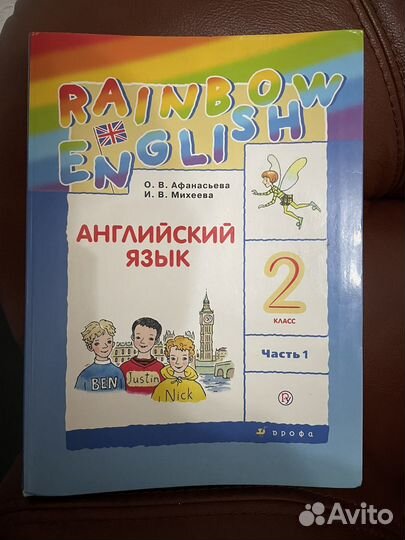 RAINBOW
ENGLISH
О. В. Афанасьева
И. В. Михеева
АНГЛИЙСКИЙ
ЯЗЫК
2
КЛАСС
Часть 1
BEN
Justin
Nick
дрофа
Avito